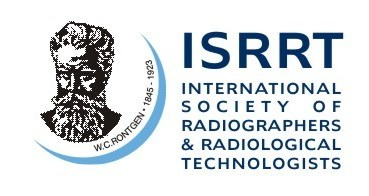 W.C.RONTGEN • 1845 - 1923
ISRRT
INTERNATIONAL
SOCIETY OF
RADIOGRAPHERS
& RADIOLOGICAL
TECHNOLOGISTS